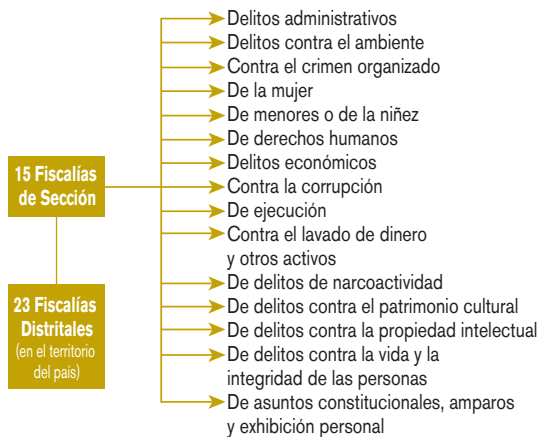 15 Fiscalías
de Sección
23 Fiscalías
Distritales
(en el territorio
del país)
Delitos administrativos
Delitos contra el ambiente
Contra el crimen organizado
De la mujer
De menores o de la niñez
De derechos humanos
Delitos económicos
Contra la corrupción
De ejecución
Contra el lavado de dinero
y otros activos
De delitos de narcoactividad
De delitos contra el patrimonio cultural
De delitos contra la propiedad intelectual
De delitos contra la vida y la
integridad de las personas
De asuntos constitucionales, amparos
y exhibición personal